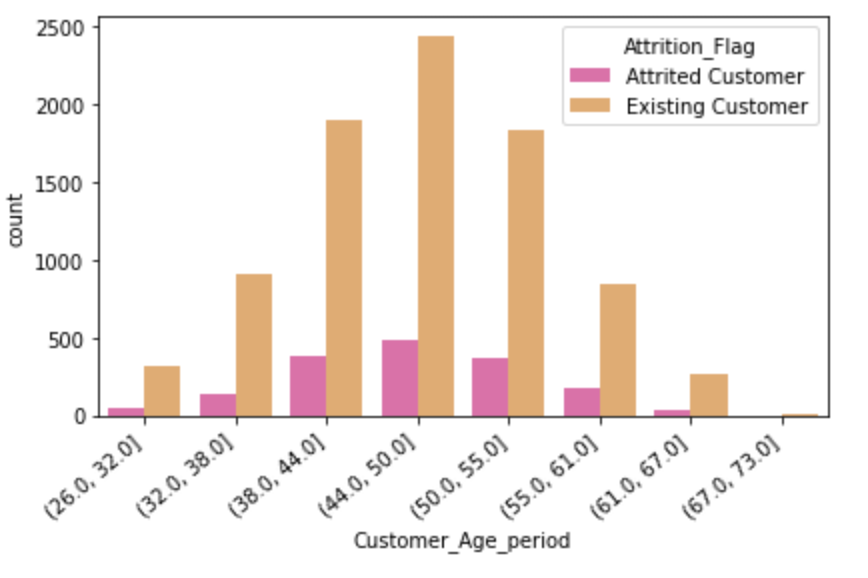 2500
2000
1500
1000
500
0
count
Attrition_Flag
Attrited Customer
Existing Customer
(26.0, 32.0]
(32.0, 38.0]
(38.0, 44.0]
(44.0, 50.0]
(50.0, 55.0]
(55.0, 61.0]
(61.0, 67.0]
(67.0, 73.0]
Customer_Age_period